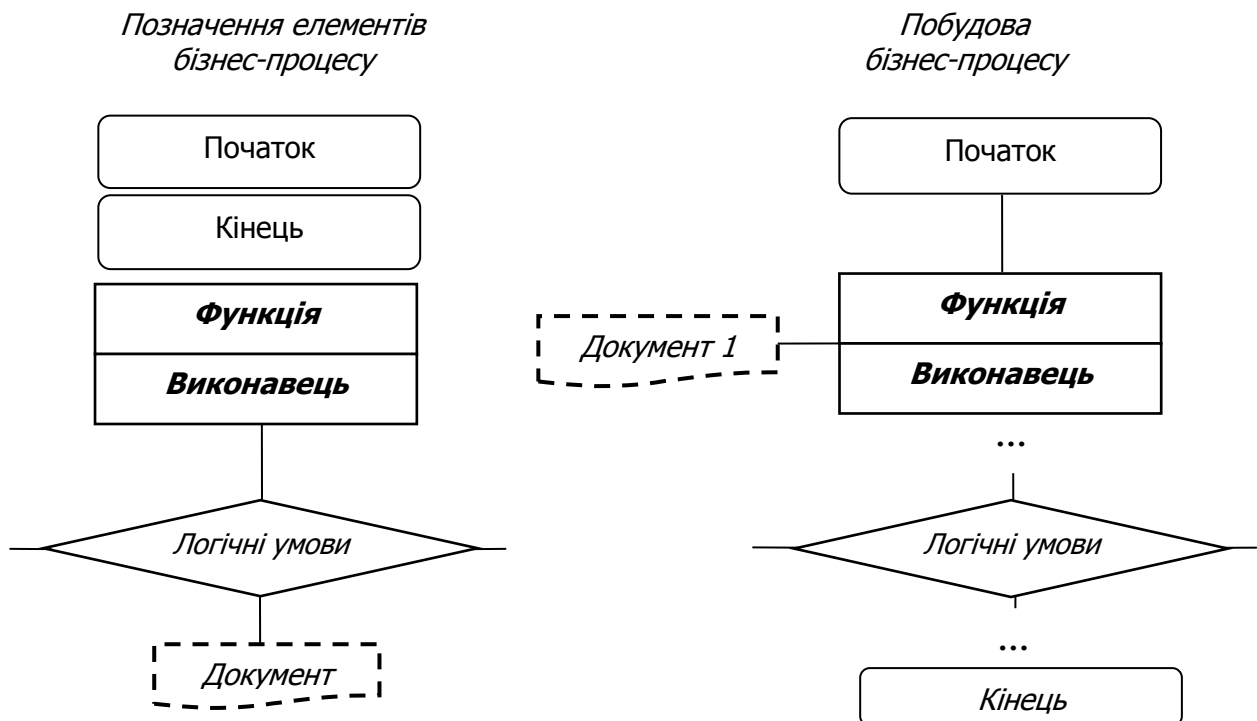 Позначення елементів
бізнес-процесу
Початок
Кінець
Функція
Виконавець
Логічні умови
Документ
Побудова
бізнес-процесу
Початок
Функція
Документ 1
Виконавець
...
Логічні умови
...
Кінець